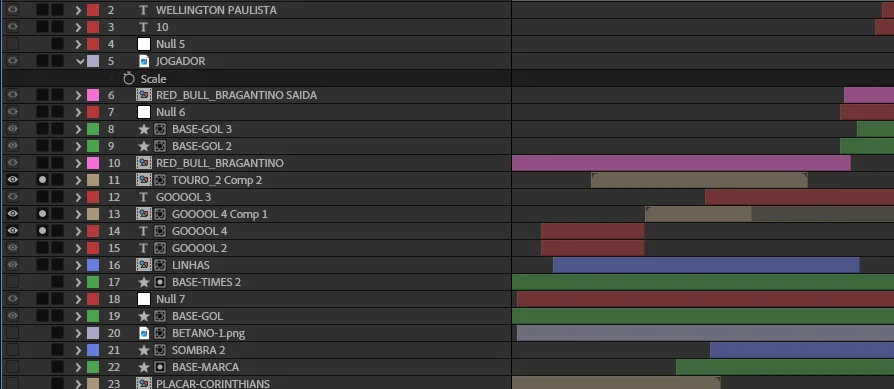 2 WELLINGTON PAULISTA
3 T 10
4 Null 5
5 JOGADOR
Scale
6 RED_BULL_BRAGANTINO SAIDA
7 Null 6
8 BASE-GOL 3
9 BASE-GOL 2
10 RED_BULL_BRAGANTINO
11 TOURO_2 Comp 2
12 T GOOOOL 3
13 GOOOOL 4 Comp 1
14 T GOOOOL 4
15 T GOOOOL 2
16 LINHAS
17 BASE-TIMES 2
18 Null 7
19 BASE-GOL
20 BETANO-1.png
21 SOMBRA 2
22 BASE-MARCA
23 PLACAR-CORINTHIANS